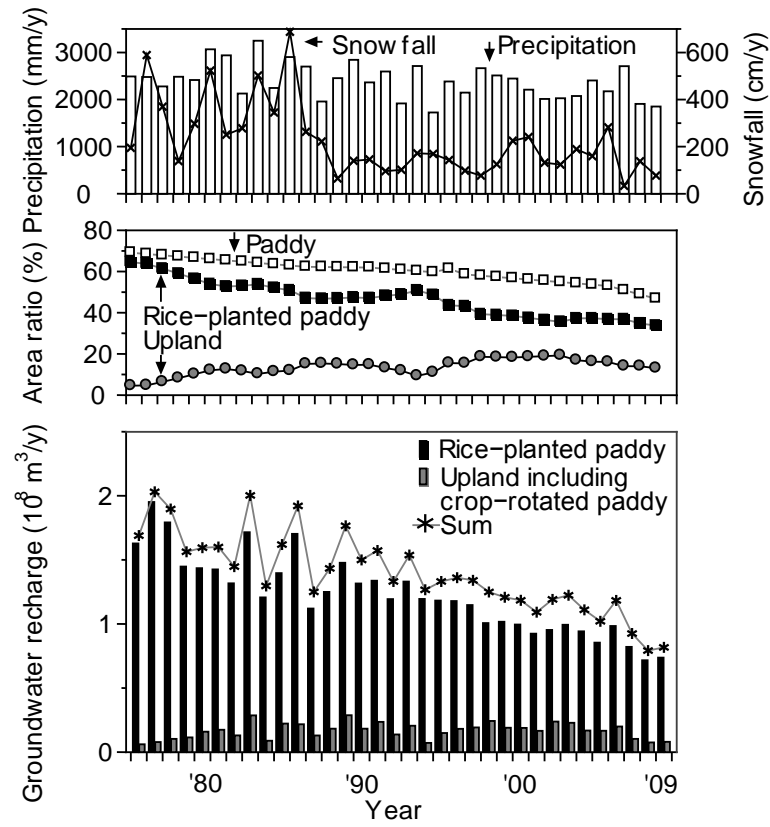 Precipitation (mm/y)
3000
2000
1000
0
Snow fall
Precipitation
600
400
200
0
Snowfall (cm/y)
Area ratio (%)
80
60
40
20
0
Paddy
Rice−planted paddy
Upland
Groundwater recharge (10⁸ m³/y)
2
1
0
Rice−planted paddy
Upland including
crop−rotated paddy
Sum
'80 '90 '00 '09
Year